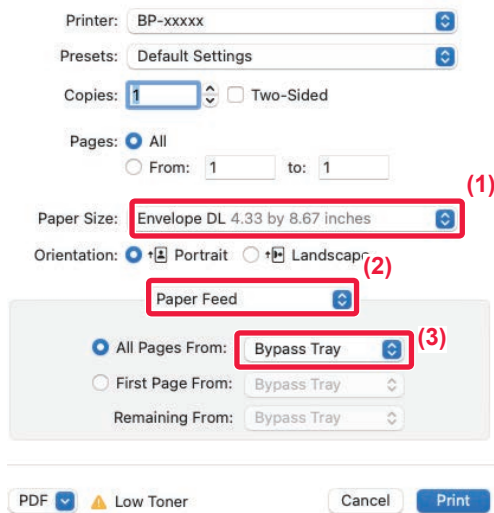 Printer: BP-xxxxx
Presets: Default Settings
Copies: 1 Two-Sided
Pages: All
From: 1 to: 1
(1)
Paper Size: Envelope DL 4.33 by 8.67 inches
Orientation: Portrait Landscape
(2)
Paper Feed
(3)
All Pages From: Bypass Tray
First Page From: Bypass Tray
Remaining From: Bypass Tray
PDF Low Toner Cancel Print